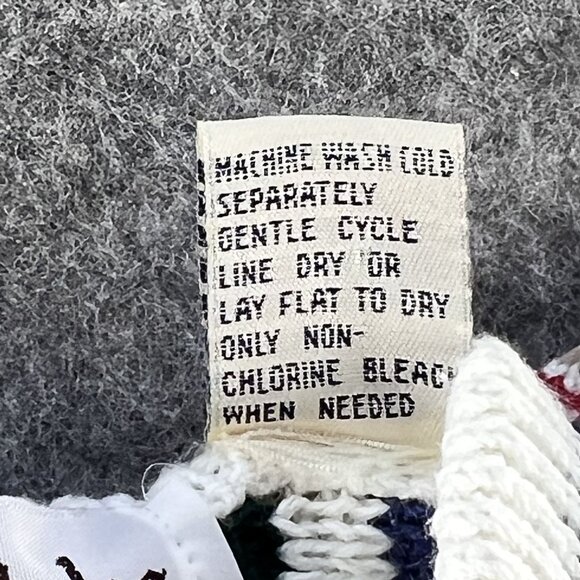 MACHINE WASH COLD
SEPARATELY
GENTLE CYCLE
LINE DRY OR
LAY FLAT TO DRY
ONLY NON-
CHLORINE BLEACH
WHEN NEEDED